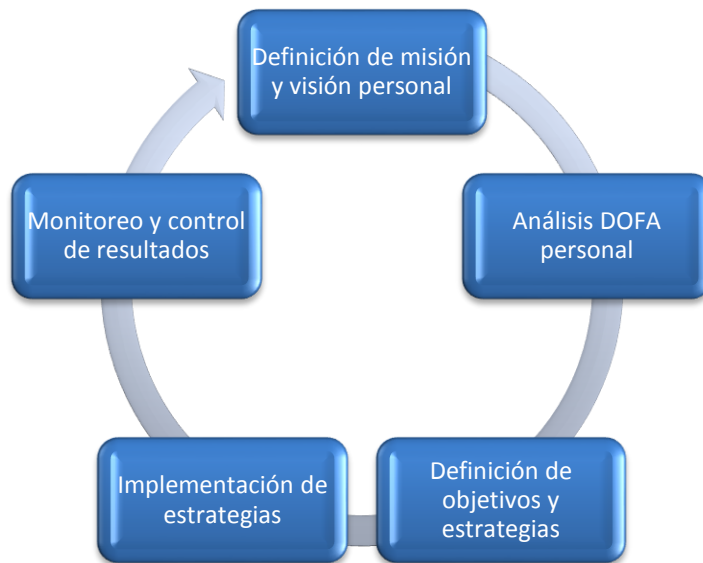 Definición de misión
y visión personal
Análisis DOFA
personal
Definición de
objetivos y
estrategias
Implementación de
estrategias
Monitoreo y control
de resultados